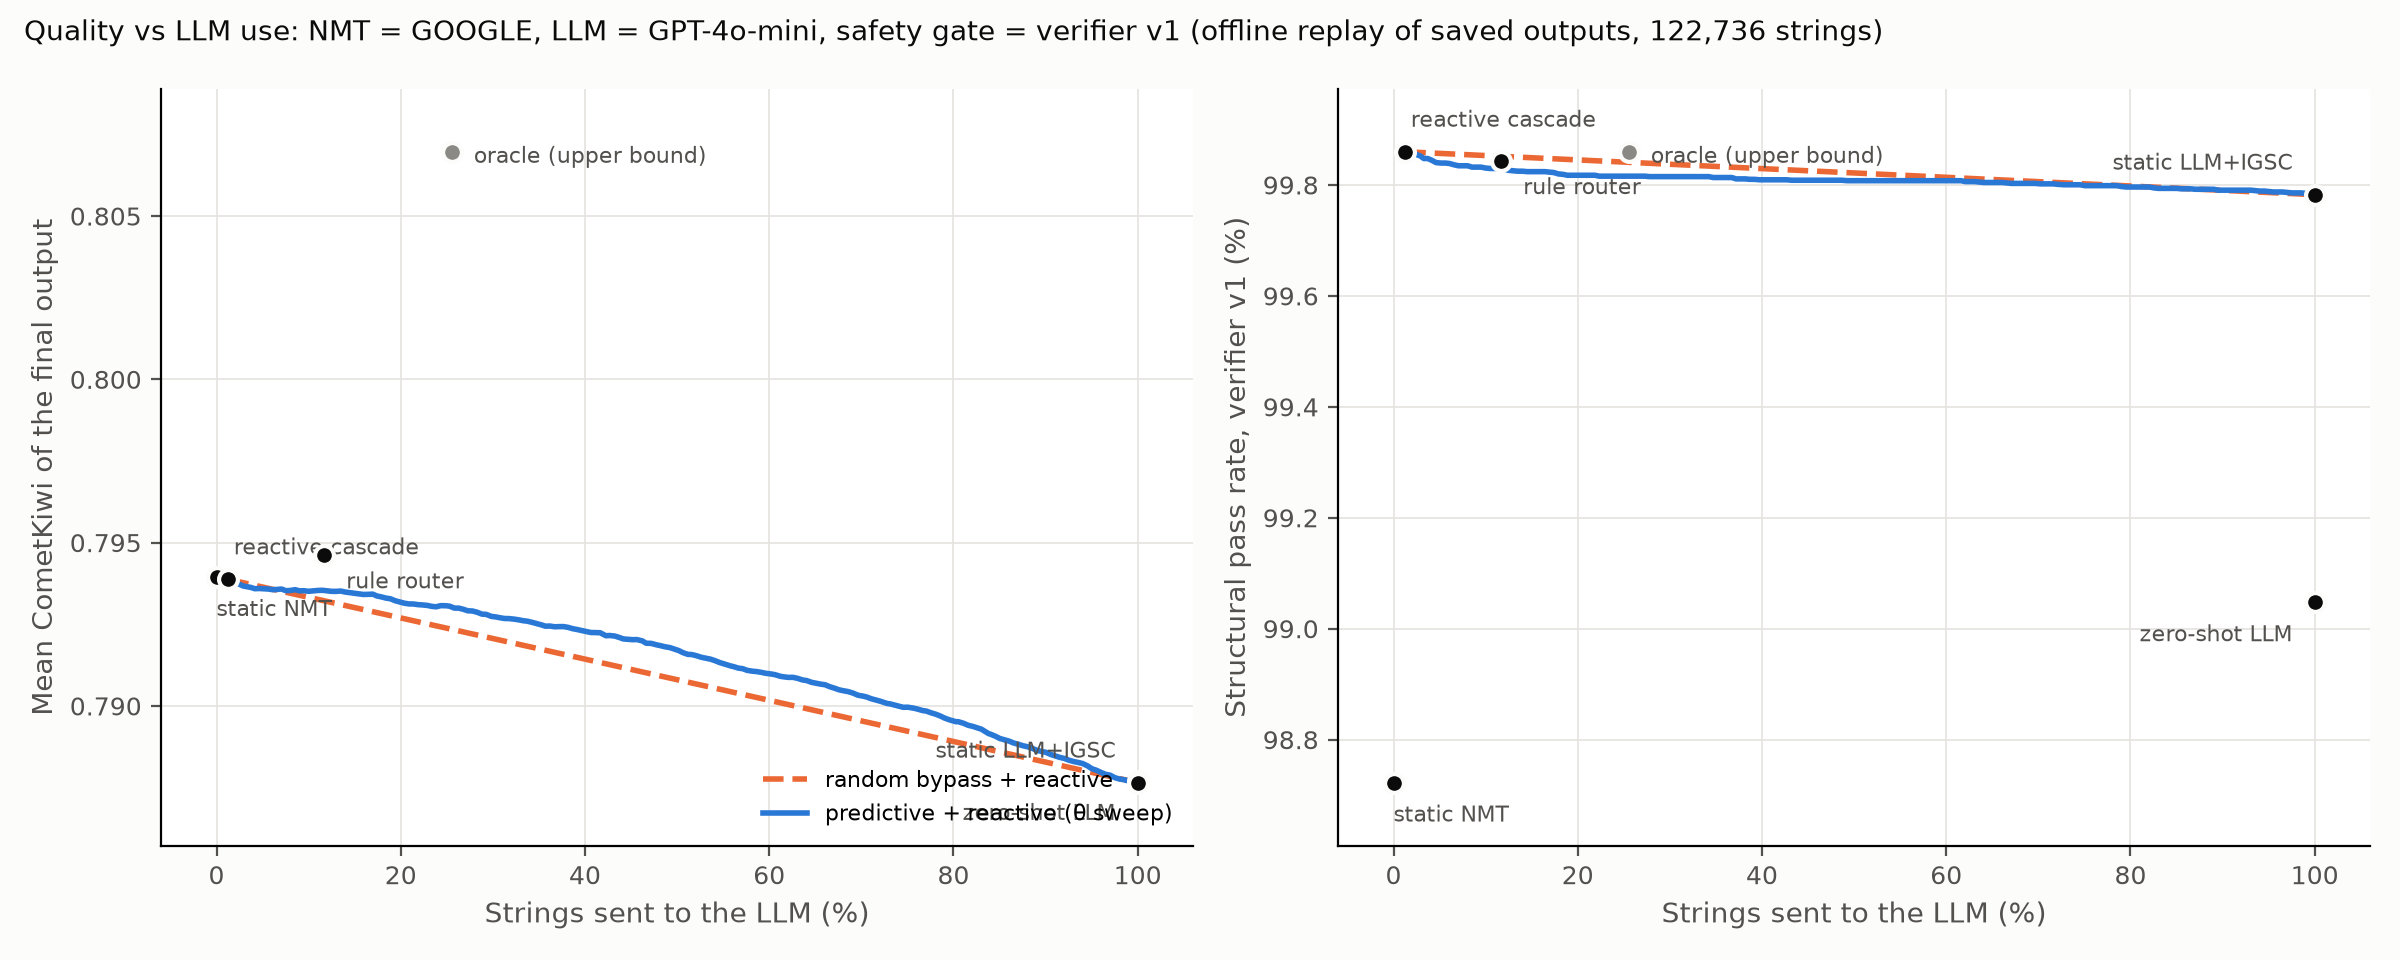 Quality vs LLM use: NMT = GOOGLE, LLM = GPT-4o-mini, safety gate = verifier v1 (offline replay of saved outputs, 122,736 strings)
Mean CometKiwi of the final output
0.805
0.800
0.795
0.790
oracle (upper bound)
reactive cascade
rule router
static NMT
static LLM+IGSC
random bypass + reactive
predictive + reactive (θ sweep)
zero-shot LLM
0
20
40
60
80
100
Strings sent to the LLM (%)
Structural pass rate, verifier v1 (%)
99.8
99.6
99.4
99.2
99.0
98.8
reactive cascade
oracle (upper bound)
static LLM+IGSC
rule router
zero-shot LLM
static NMT
0
20
40
60
80
100
Strings sent to the LLM (%)